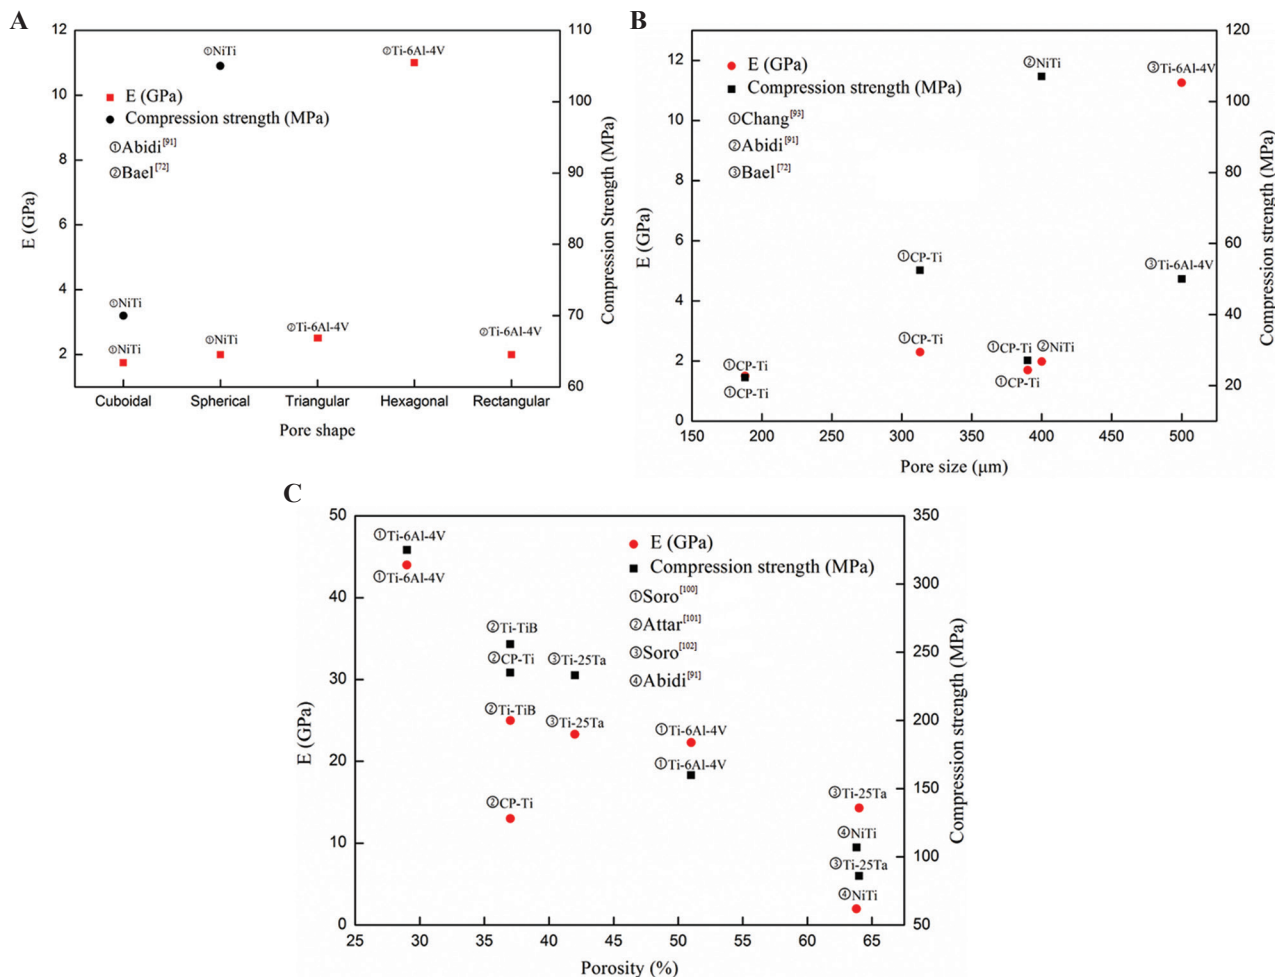 A
12
10
8
6
4
2
E (GPa)
110
100
90
80
70
60
Compression Strength (MPa)
①NiTi
②Ti-6Al-4V
E (GPa)
Compression strength (MPa)
①Abidi[91]
②Bael[72]
①NiTi
①NiTi
①NiTi
②Ti-6Al-4V
②Ti-6Al-4V
Cuboidal
Spherical
Triangular
Hexagonal
Rectangular
Pore shape
B
12
10
8
6
4
2
0
E (GPa)
120
100
80
60
40
20
Compression strength (MPa)
E (GPa)
Compression strength (MPa)
①Chang[93]
②Abidi[91]
③Bael[72]
②NiTi
③Ti-6Al-4V
①CP-Ti
③Ti-6Al-4V
①CP-Ti
①CP-Ti
②NiTi
①CP-Ti
①CP-Ti
①CP-Ti
150
200
250
300
350
400
450
500
Pore size (μm)
C
50
40
30
20
10
0
E (GPa)
350
300
250
200
150
100
50
Compression strength (MPa)
①Ti-6Al-4V
①Ti-6Al-4V
E (GPa)
Compression strength (MPa)
①Soro[100]
②Attar[101]
③Soro[102]
④Abidi[91]
②Ti-TiB
②CP-Ti
③Ti-25Ta
②Ti-TiB
③Ti-25Ta
①Ti-6Al-4V
①Ti-6Al-4V
②CP-Ti
③Ti-25Ta
④NiTi
③Ti-25Ta
④NiTi
25
30
35
40
45
50
55
60
65
Porosity (%)